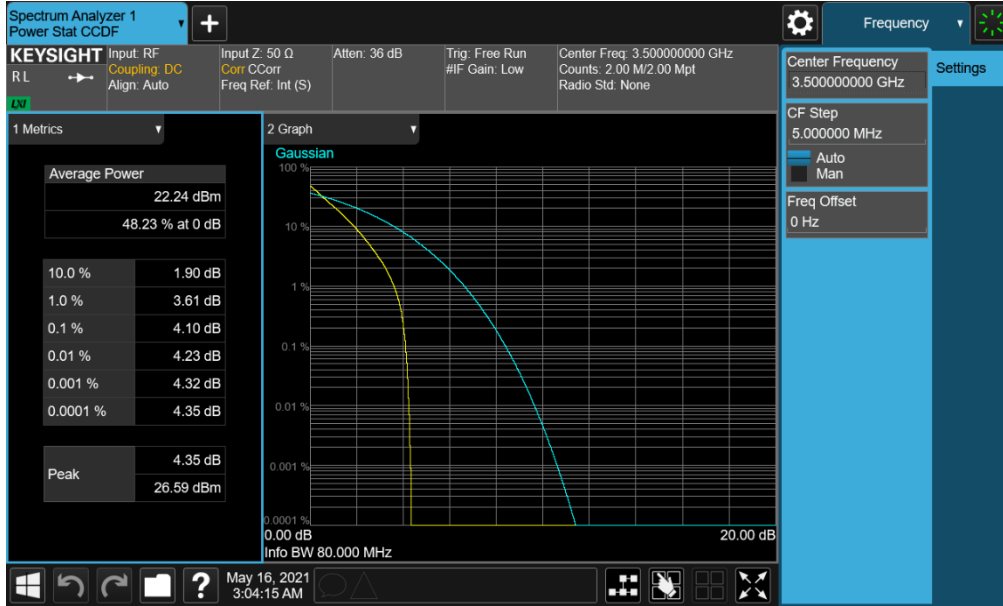 Spectrum Analyzer 1
Power Stat CCDF
Frequency
KEYSIGHT
RL
LXI
Input: RF
Coupling: DC
Align: Auto
Input Z: 50 Ω
Corr CCorr
Freq Ref: Int (S)
Atten: 36 dB
Trig: Free Run
#IF Gain: Low
Center Freq: 3.500000000 GHz
Counts: 2.00 M/2.00 Mpt
Radio Std: None
Center Frequency
3.500000000 GHz
Settings
CF Step
5.000000 MHz
Auto
Man
Freq Offset
0 Hz
1 Metrics
Average Power
22.24 dBm
48.23 % at 0 dB
10.0 % 1.90 dB
1.0 % 3.61 dB
0.1 % 4.10 dB
0.01 % 4.23 dB
0.001 % 4.32 dB
0.0001 % 4.35 dB
Peak
4.35 dB
26.59 dBm
2 Graph
Gaussian
100 %
10 %
1 %
0.1 %
0.01 %
0.001 %
0.0001 %
0.00 dB 20.00 dB
Info BW 80.000 MHz
?
May 16, 2021
3:04:15 AM